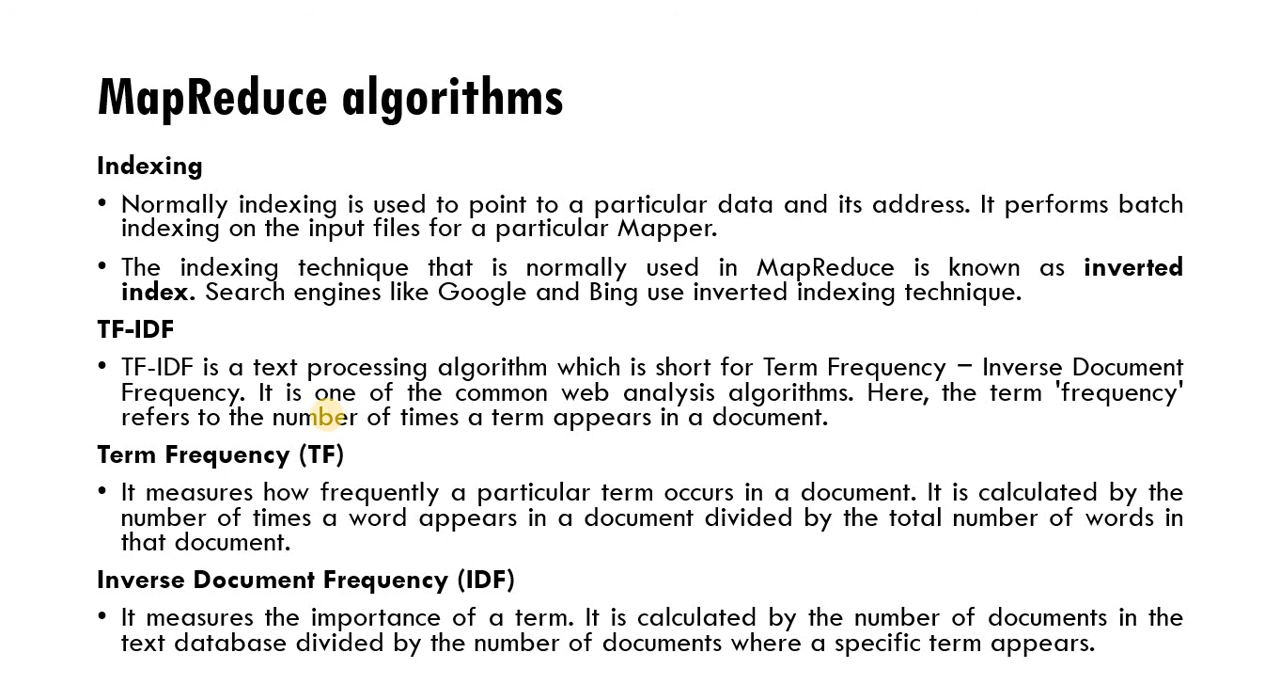 MapReduce algorithms
Indexing
• Normally indexing is used to point to a particular data and its address. It performs batch
indexing on the input files for a particular Mapper.
• The indexing technique that is normally used in MapReduce is known as inverted
index. Search engines like Google and Bing use inverted indexing technique.
TF-IDF
• TF-IDF is a text processing algorithm which is short for Term Frequency − Inverse Document
Frequency. It is one of the common web analysis algorithms. Here, the term 'frequency'
refers to the number of times a term appears in a document.
Term Frequency (TF)
• It measures how frequently a particular term occurs in a document. It is calculated by the
number of times a word appears in a document divided by the total number of words in
that document.
Inverse Document Frequency (IDF)
• It measures the importance of a term. It is calculated by the number of documents in the
text database divided by the number of documents where a specific term appears.